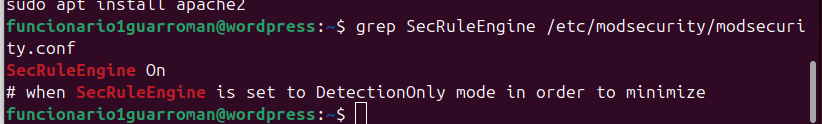 sudo apt install apache2
funcionario1guarroman@wordpress:~$ grep SecRuleEngine /etc/modsecurity/modsecuri
ty.conf
SecRuleEngine On
# when SecRuleEngine is set to DetectionOnly mode in order to minimize
funcionario1guarroman@wordpress:~$